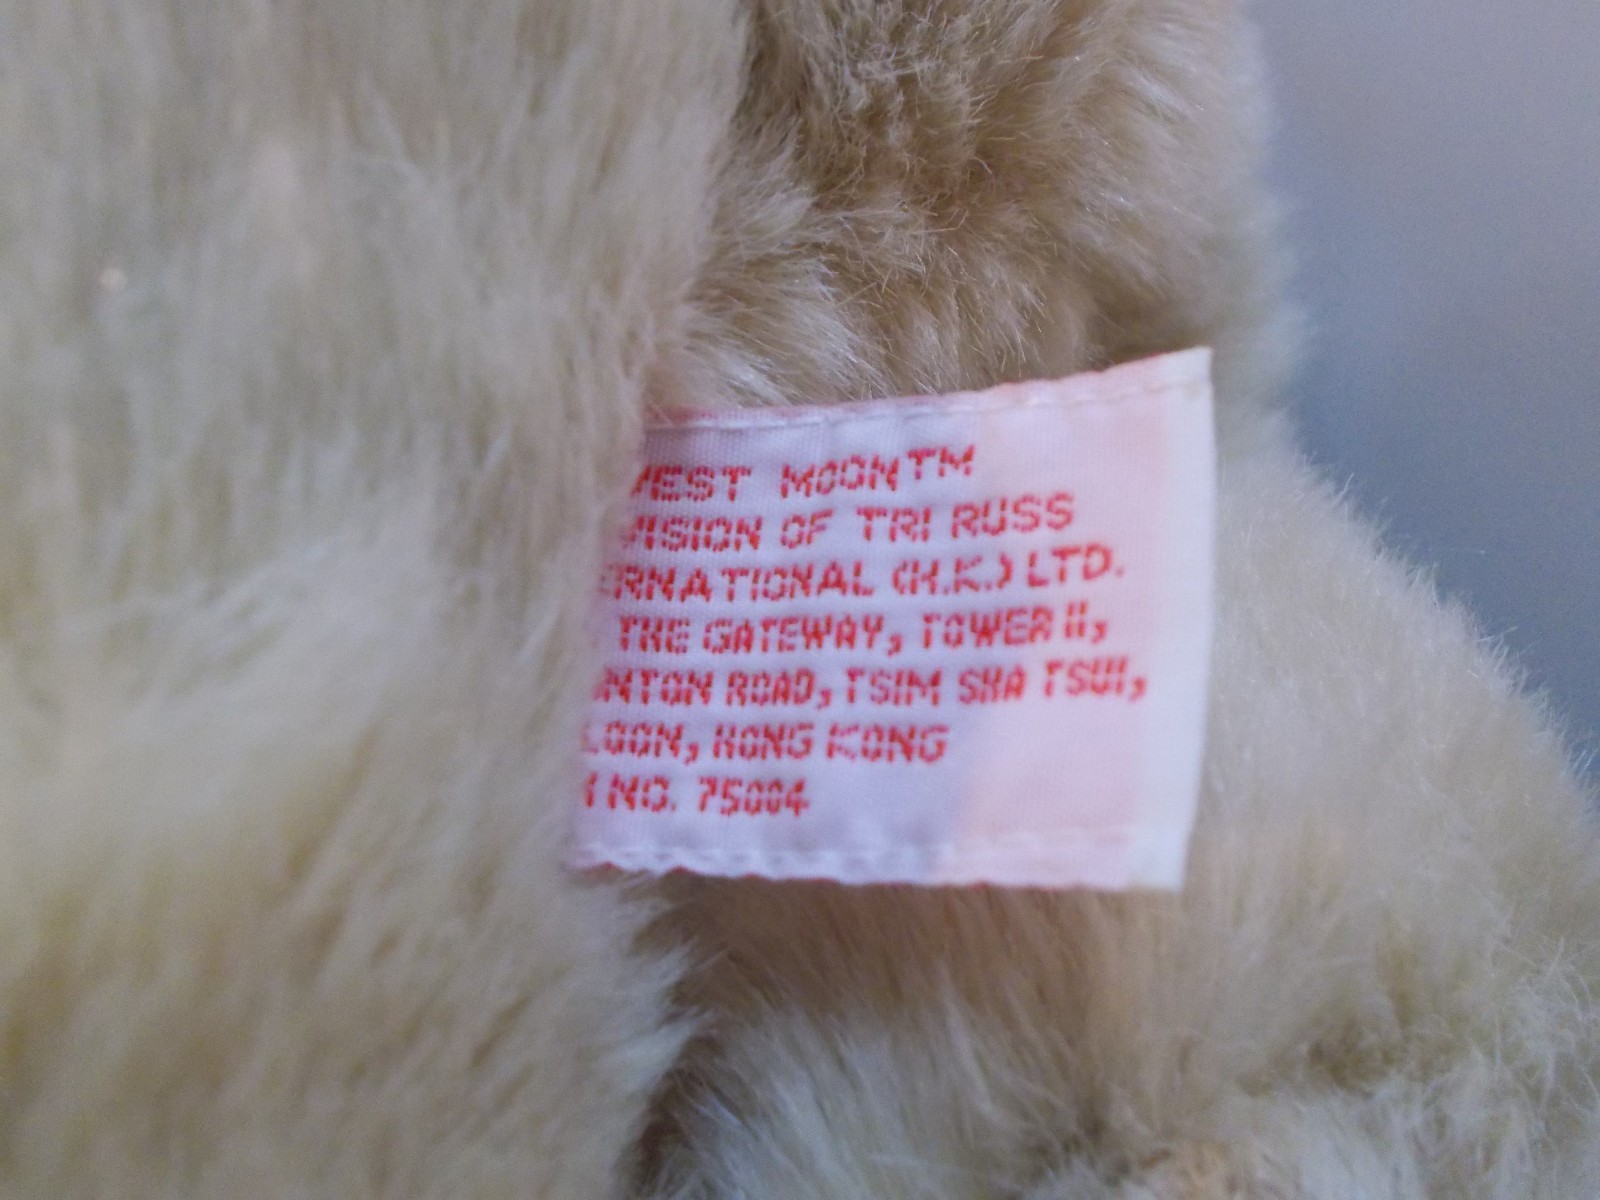 VEST MOON™
VISION OF TRI RUSS
ERNATIONAL (H.K.) LTD.
THE GATEWAY, TOWER II,
NTON ROAD, TSIM SHA TSUI,
LOON, HONG KONG
NO. 75004